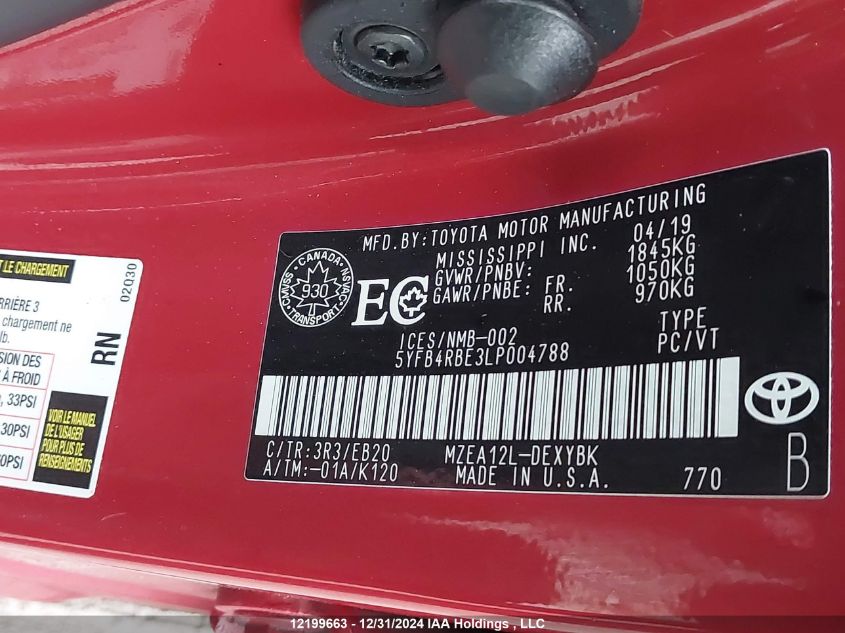 T LE CHARGEMENT
RRIÈRE 3
chargement ne
lb.
SION DES
À FROID
, 33PSI
30PSI
0PSI
VOIR LE MANUEL
DE L'USAGER
POUR PLUS DE
RENSEIGNEMENTS
RN
02Q30
MFD. BY: TOYOTA MOTOR MANUFACTURING
MISSISSIPPI INC. 04/19
GVWR/PNBV: 1845KG
GAWR/PNBE: FR. 1050KG
RR. 970KG
CANADA
CMVSS NSVAC
930
TRANSPORT
EC
ICES/NMB-002
TYPE
5YFB4RBE3LP004788 PC/VT
C/TR: 3R3/EB20 MZEA12L-DEXYBK
A/TM:-01A/K120 MADE IN U.S.A. 770
B
12199663 - 12/31/2024 IAA Holdings , LLC